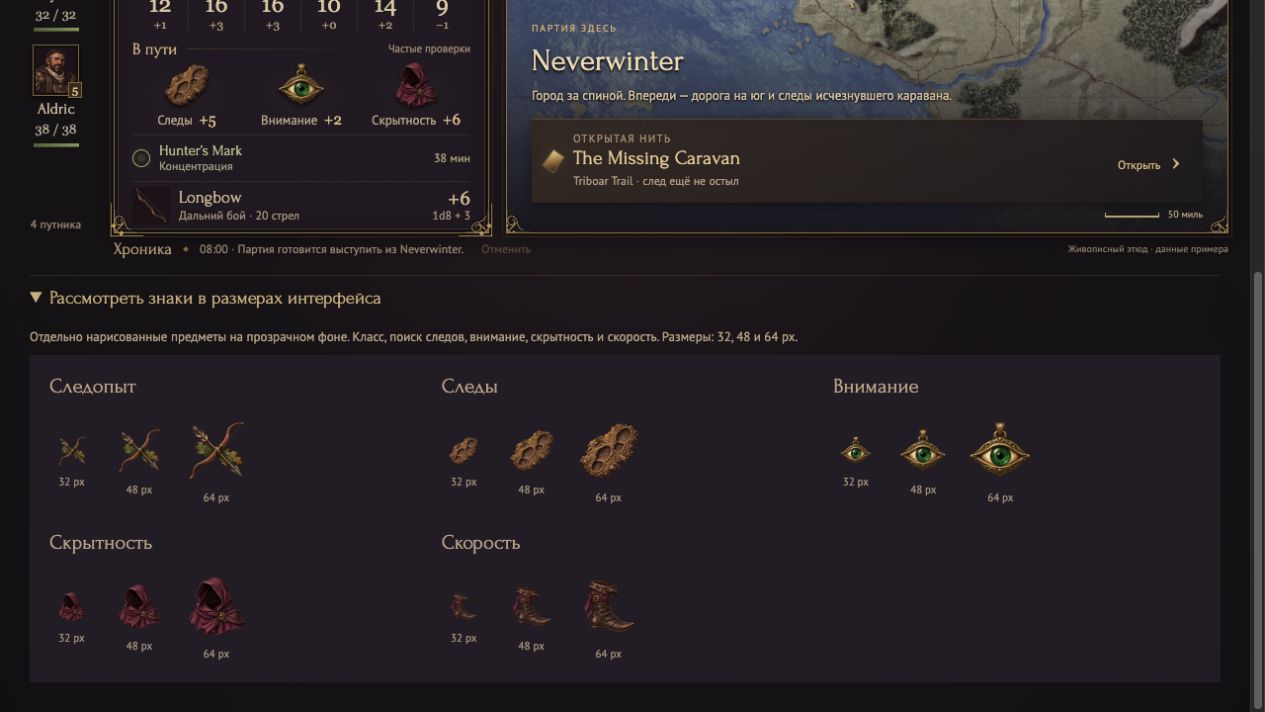 32 / 32
5
Aldric
38 / 38
4 путника
12 16 16 10 14 9
+1 +3 +3 +0 +2 −1
В пути
Частые проверки
Следы +5 Внимание +2 Скрытность +6
Hunter's Mark
Концентрация
38 мин
Longbow
Дальний бой · 20 стрел
+6
1d8 + 3
ПАРТИЯ ЗДЕСЬ
Neverwinter
Город за спиной. Впереди — дорога на юг и следы исчезнувшего каравана.
ОТКРЫТАЯ НИТЬ
The Missing Caravan
Triboar Trail · след ещё не остыл
Открыть
50 миль
Хроника ✦ 08:00 · Партия готовится выступить из Neverwinter. Отменить
Живописный этюд · данные примера
▼ Рассмотреть знаки в размерах интерфейса
Отдельно нарисованные предметы на прозрачном фоне. Класс, поиск следов, внимание, скрытность и скорость. Размеры: 32, 48 и 64 px.
Следопыт
32 px 48 px 64 px
Следы
32 px 48 px 64 px
Внимание
32 px 48 px 64 px
Скрытность
32 px 48 px 64 px
Скорость
32 px 48 px 64 px